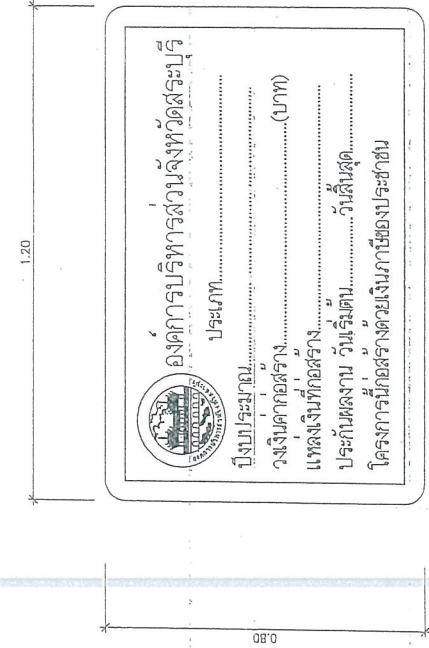 1.20
องค์การบริหารส่วนจังหวัดสระบุรี
ประเภท
ปีงบประมาณ
วงเงินค่าก่อสร้าง (บาท)
แหล่งเงินที่ก่อสร้าง
ประกันผลงาน วันเริ่มต้น วันสิ้นสุด
โครงการนี้ก่อสร้างด้วยเงินภาษีของประชาชน
0.80